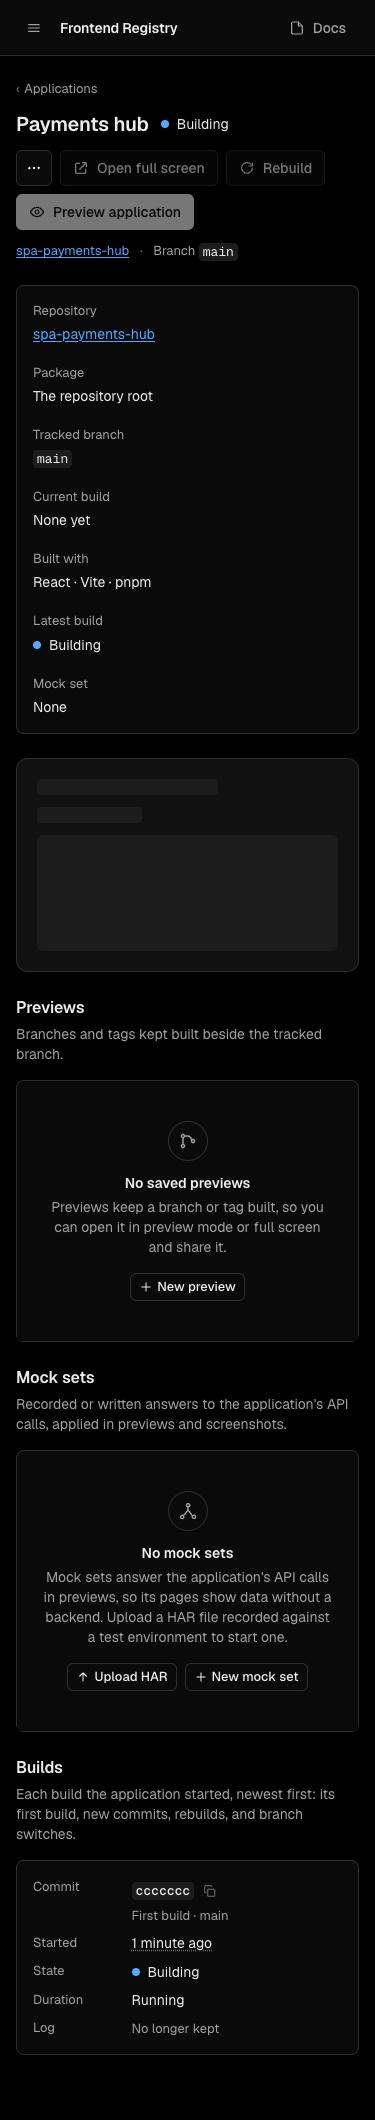 Frontend Registry
Docs
‹ Applications
Payments hub
Building
Open full screen
Rebuild
Preview application
spa-payments-hub · Branch main
Repository
spa-payments-hub
Package
The repository root
Tracked branch
main
Current build
None yet
Built with
React · Vite · pnpm
Latest build
Building
Mock set
None
Previews
Branches and tags kept built beside the tracked
branch.
No saved previews
Previews keep a branch or tag built, so you
can open it in preview mode or full screen
and share it.
New preview
Mock sets
Recorded or written answers to the application's API
calls, applied in previews and screenshots.
No mock sets
Mock sets answer the application's API calls
in previews, so its pages show data without a
backend. Upload a HAR file recorded against
a test environment to start one.
Upload HAR
New mock set
Builds
Each build the application started, newest first: its
first build, new commits, rebuilds, and branch
switches.
Commit
ccccccc
First build · main
Started
1 minute ago
State
Building
Duration
Running
Log
No longer kept